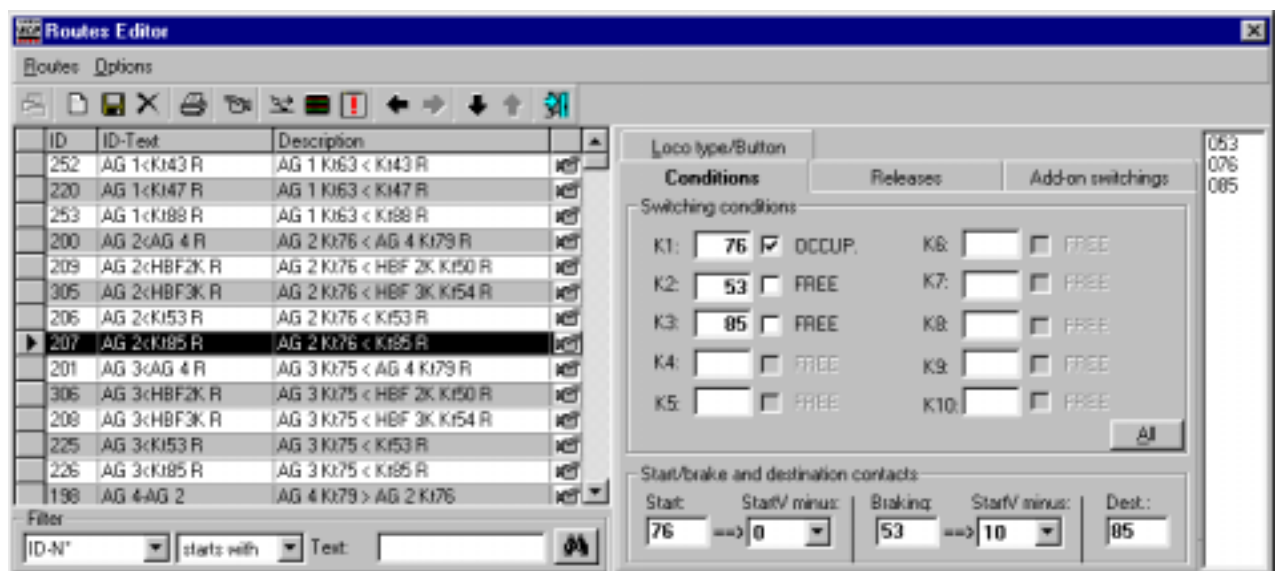 Routes Editor
Routes Options
ID ID-Text Description
252 AG 1<Kt43 R AG 1 Kt63 < Kt43 R
220 AG 1<Kt47 R AG 1 Kt63 < Kt47 R
253 AG 1<Kt88 R AG 1 Kt63 < Kt88 R
200 AG 2<AG 4 R AG 2 Kt76 < AG 4 Kt79 R
209 AG 2<HBF2K R AG 2 Kt76 < HBF 2K Kt50 R
305 AG 2<HBF3K R AG 2 Kt76 < HBF 3K Kt54 R
206 AG 2<Kt53 R AG 2 Kt76 < Kt53 R
207 AG 2<Kt85 R AG 2 Kt76 < Kt85 R
201 AG 3<AG 4 R AG 3 Kt75 < AG 4 Kt79 R
306 AG 3<HBF2K R AG 3 Kt75 < HBF 2K Kt50 R
208 AG 3<HBF3K R AG 3 Kt75 < HBF 3K Kt54 R
225 AG 3<Kt53 R AG 3 Kt75 < Kt53 R
226 AG 3<Kt85 R AG 3 Kt75 < Kt85 R
198 AG 4-AG 2 AG 4 Kt79 > AG 2 Kt76
Filter
ID-N° starts with Text:
Loco type/Button
Conditions Releases Add-on switchings
Switching conditions
K1: 76 OCCUP. K6: FREE
K2: 53 FREE K7: FREE
K3: 85 FREE K8: FREE
K4: FREE K9: FREE
K5: FREE K10: FREE
All
Start/brake and destination contacts
Start: StartV minus: Braking: StartV minus: Dest.:
76 ==> 0 53 ==> 10 85
053
076
085